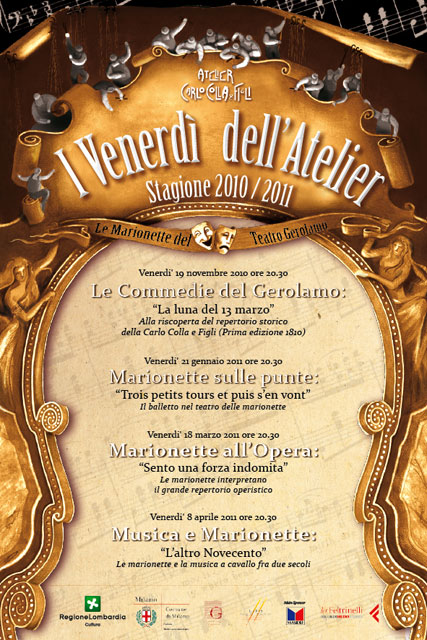 ATELIER
CARLO COLLA & FIGLI
I Venerdì dell'Atelier
Stagione 2010 / 2011
Le Marionette del Teatro Gerolamo
Venerdi' 19 novembre 2010 ore 20.30
Le Commedie del Gerolamo:
“La luna del 13 marzo”
Alla riscoperta del repertorio storico
della Carlo Colla e Figli (Prima edizione 1810)
Venerdi' 21 gennaio 2011 ore 20.30
Marionette sulle punte:
“Trois petits tours et puis s'en vont”
Il balletto nel teatro delle marionette
Venerdi' 18 marzo 2011 ore 20.30
Marionette all'Opera:
“Sento una forza indomita”
Le marionette interpretano
il grande repertorio operistico
Venerdi' 8 aprile 2011 ore 20.30
Musica e Marionette:
“L'altro Novecento”
Le marionette e la musica a cavallo fra due secoli
RegioneLombardia
Cultura
Milano
Comune
di Milano
G
laFeltrinelli